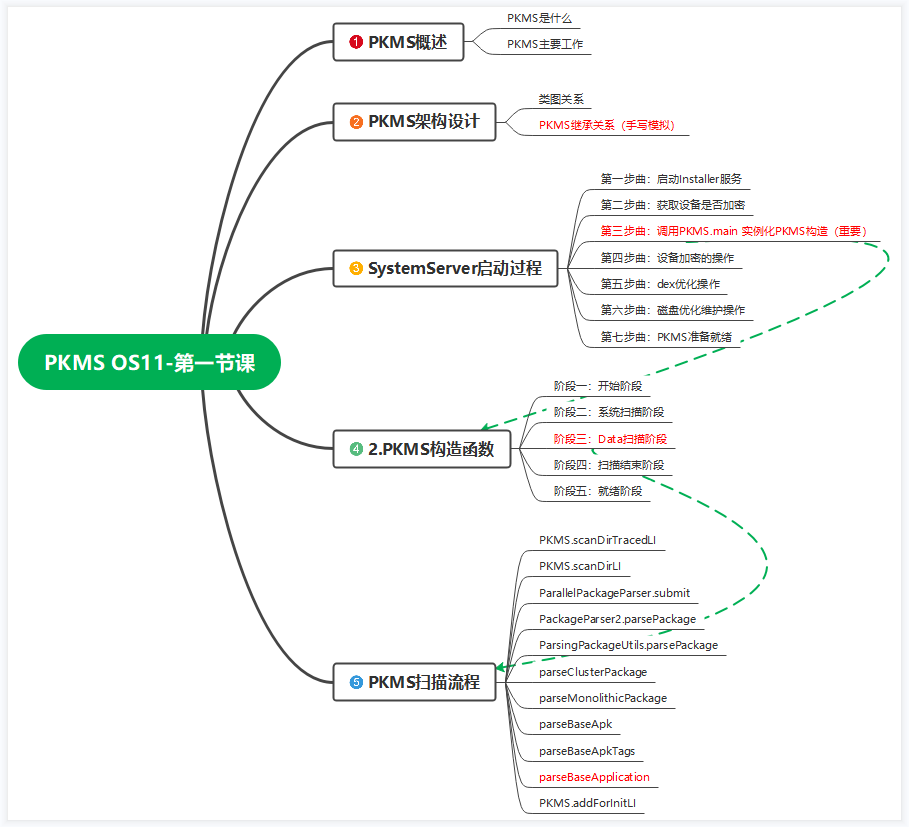 PKMS OS11-第一节课
1 PKMS概述
PKMS是什么
PKMS主要工作
2 PKMS架构设计
类图关系
PKMS继承关系（手写模拟）
3 SystemServer启动过程
第一步曲：启动Installer服务
第二步曲：获取设备是否加密
第三步曲：调用PKMS.main 实例化PKMS构造（重要）
第四步曲：设备加密的操作
第五步曲：dex优化操作
第六步曲：磁盘优化维护操作
第七步曲：PKMS准备就绪
4 2.PKMS构造函数
阶段一：开始阶段
阶段二：系统扫描阶段
阶段三：Data扫描阶段
阶段四：扫描结束阶段
阶段五：就绪阶段
5 PKMS扫描流程
PKMS.scanDirTracedLI
PKMS.scanDirLI
ParallelPackageParser.submit
PackageParser2.parsePackage
ParsingPackageUtils.parsePackage
parseClusterPackage
parseMonolithicPackage
parseBaseApk
parseBaseApkTags
parseBaseApplication
PKMS.addForInitLI